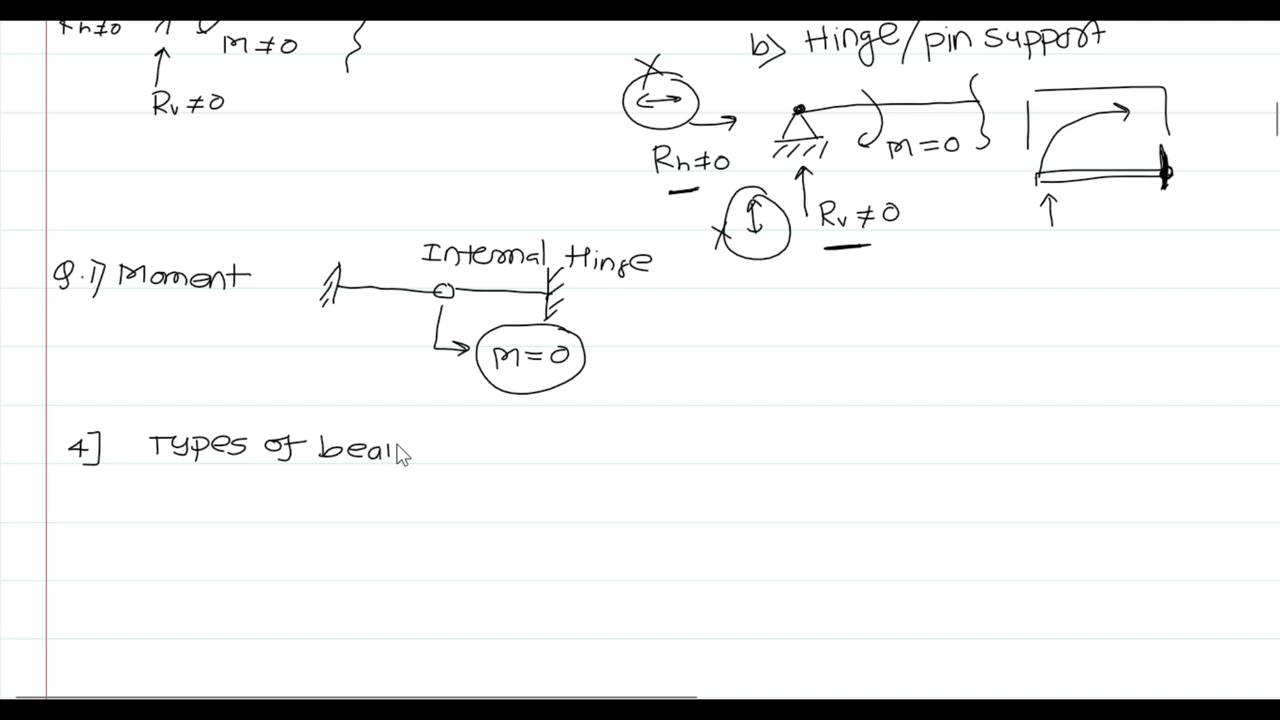 Rh≠0
m≠0
Rv≠0
b) Hinge/pin support
Rh≠0
m=0
Rv≠0
Q.1) Moment
Internal Hinge
m=0
4] Types of beam